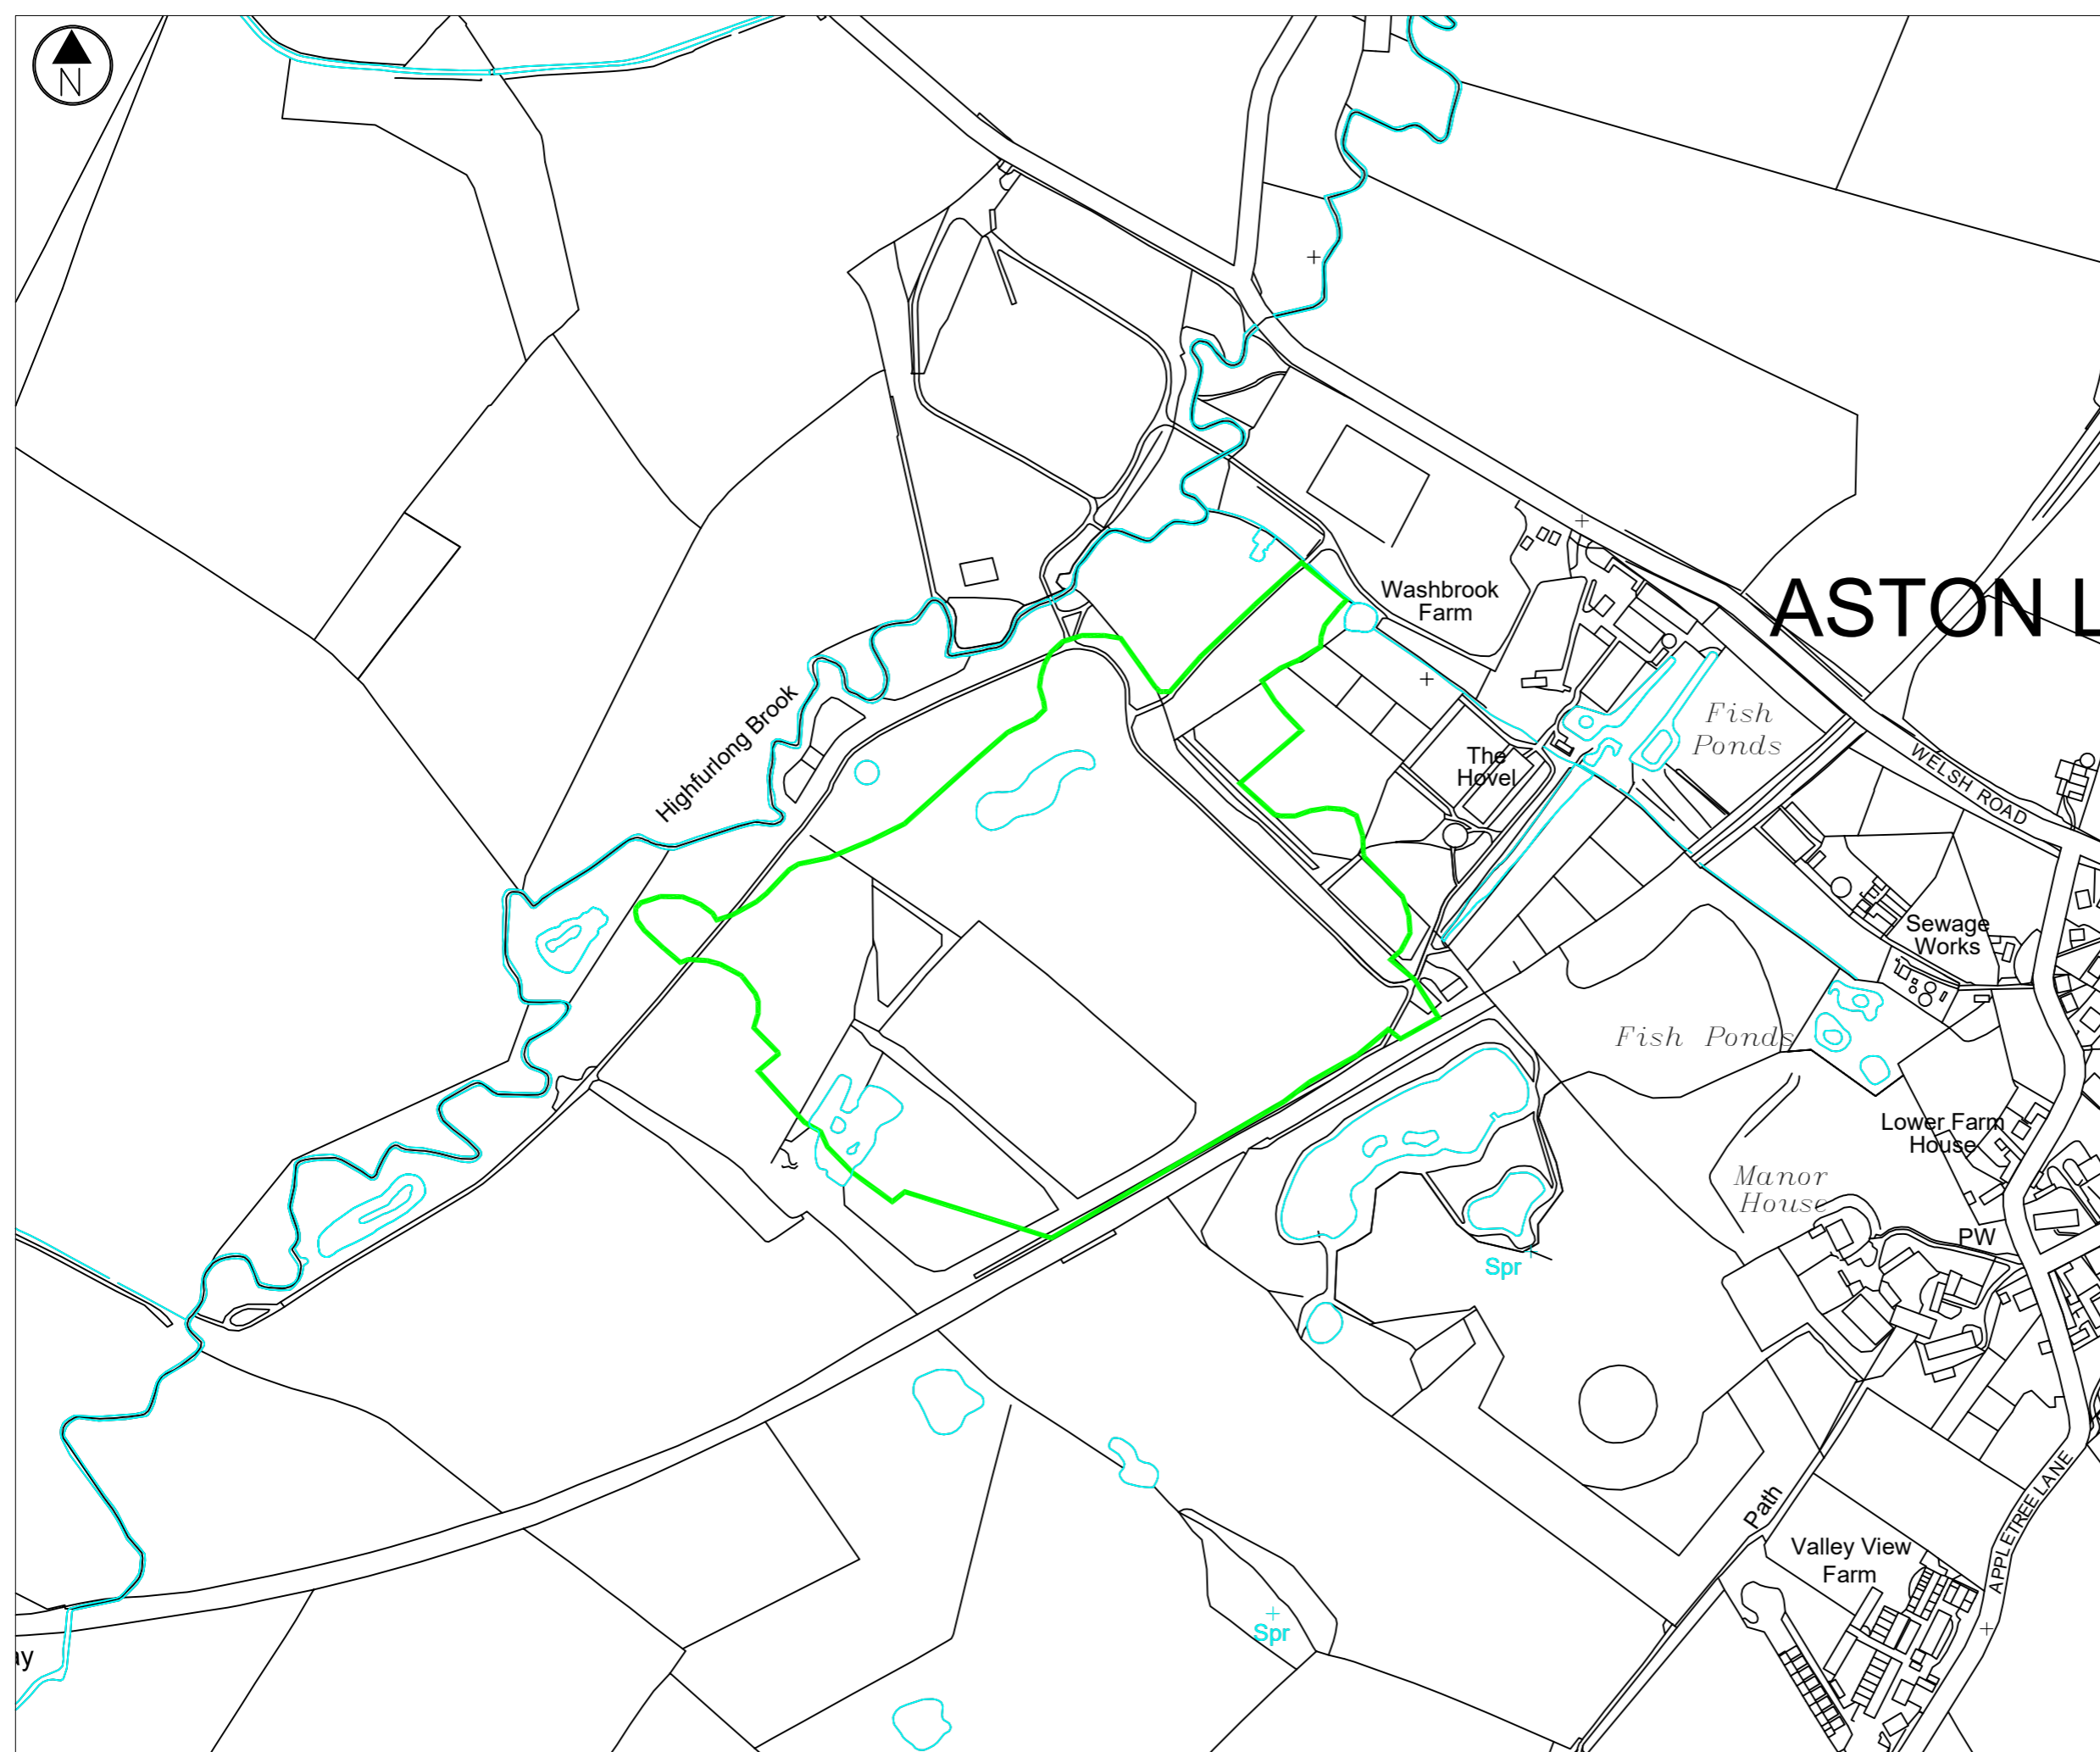 N
ASTON L
Washbrook
Farm
Fish
Ponds
Highfurlong Brook
The
Hovel
WELSH ROAD
Sewage
Works
Fish Ponds
Lower Farm
House
Manor
House
PW
Spr
Path
APPLETREE LANE
Valley View
Farm
Spr
ay